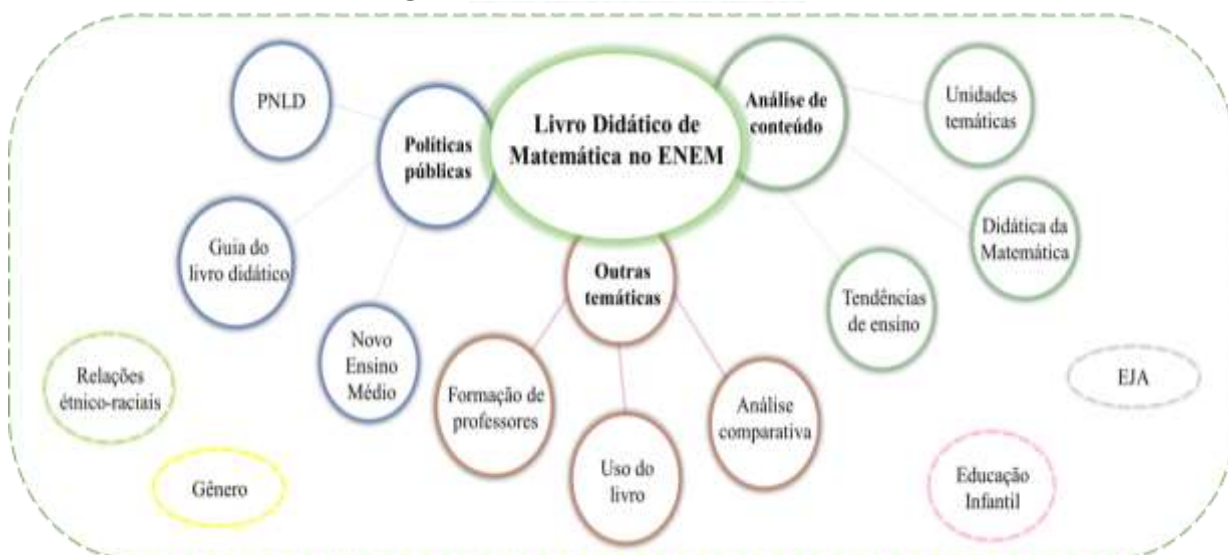 Livro Didático de
Matemática no ENEM
Políticas
públicas
PNLD
Guia do
livro didático
Novo
Ensino
Médio
Análise de
conteúdo
Unidades
temáticas
Didática da
Matemática
Tendências
de ensino
Outras
temáticas
Formação de
professores
Uso do
livro
Análise
comparativa
Relações
étnico-raciais
Gênero
EJA
Educação
Infantil